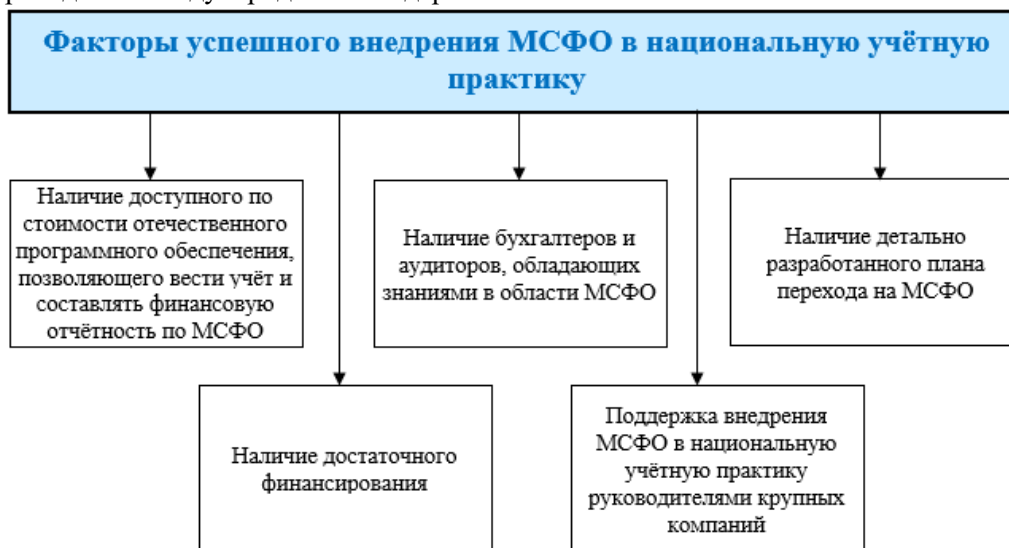 Факторы успешного внедрения МСФО в национальную учётную
практику
Наличие доступного по
стоимости отечественного
программного обеспечения,
позволяющего вести учёт и
составлять финансовую
отчётность по МСФО
Наличие бухгалтеров и
аудиторов, обладающих
знаниями в области МСФО
Наличие детально
разработанного плана
перехода на МСФО
Наличие достаточного
финансирования
Поддержка внедрения
МСФО в национальную
учётную практику
руководителями крупных
компаний